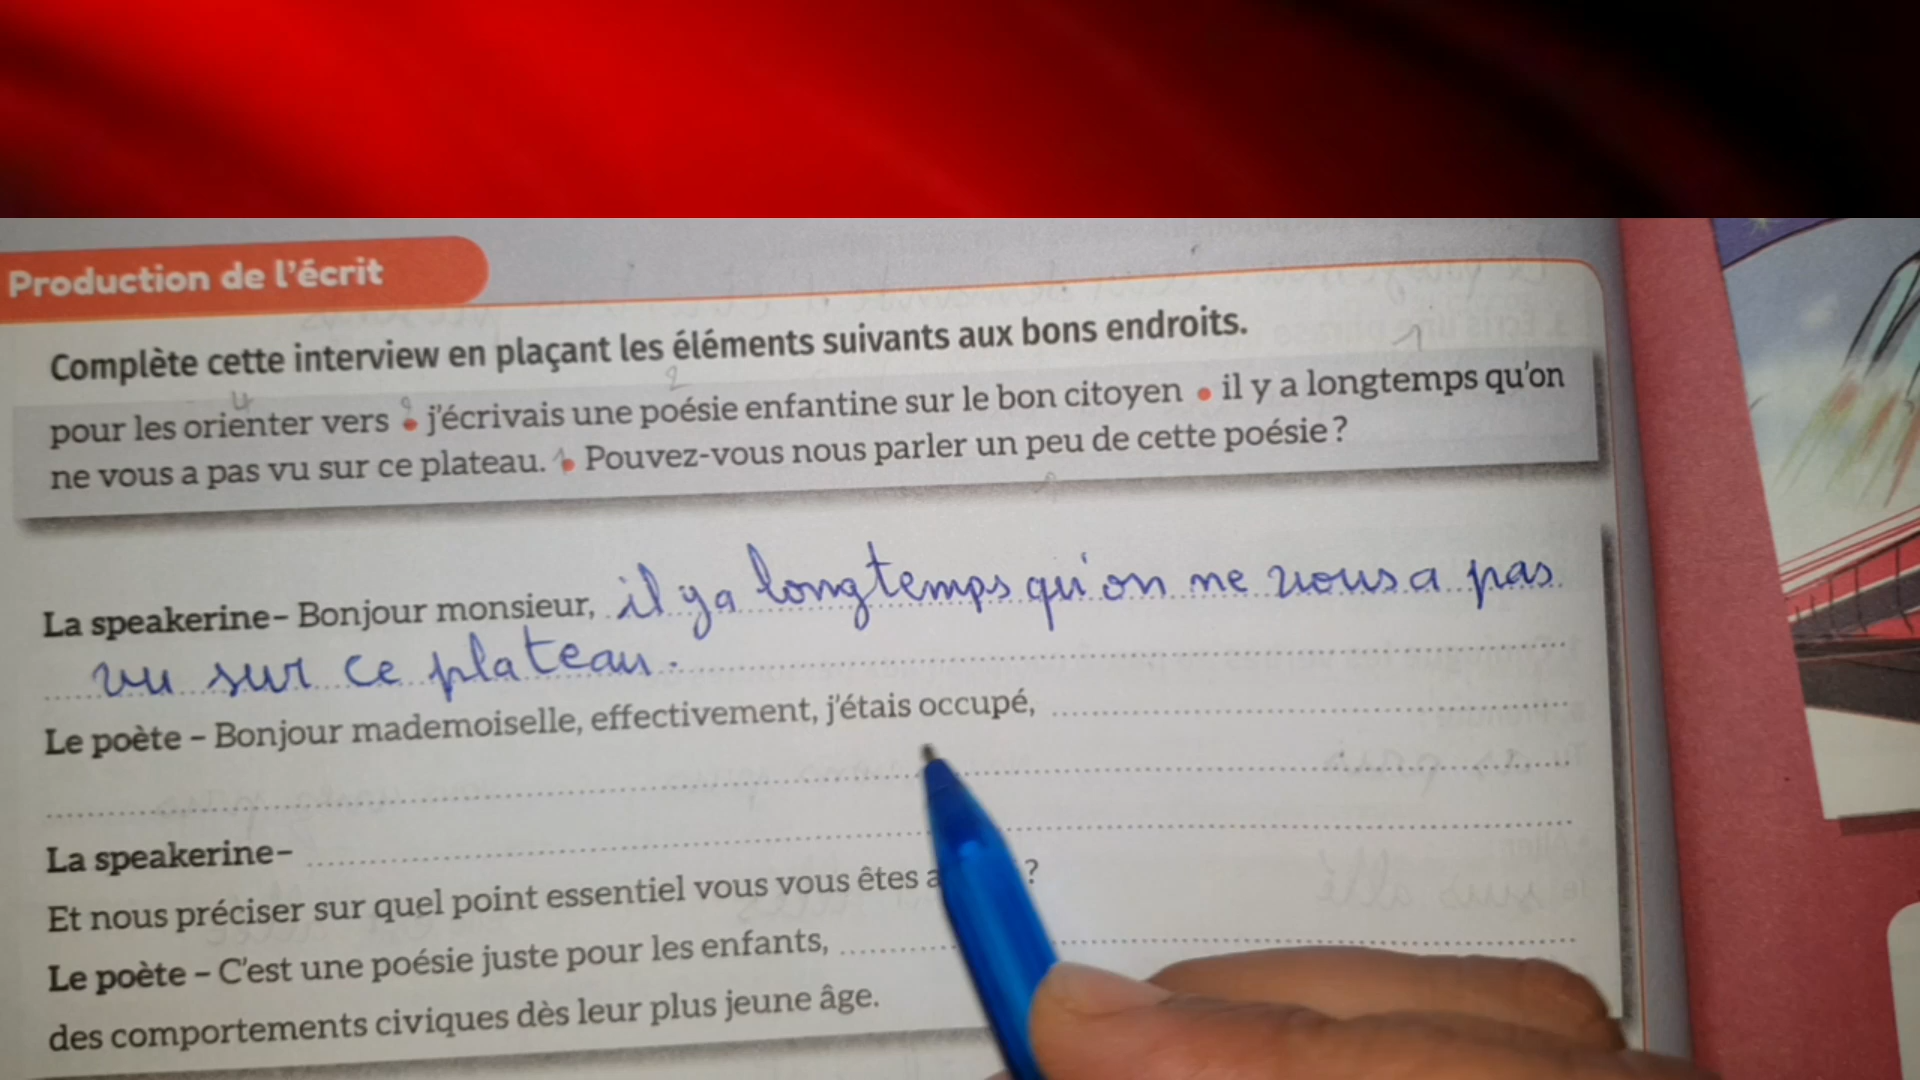 Production de l'écrit
Complète cette interview en plaçant les éléments suivants aux bons endroits.
pour les orienter vers • j'écrivais une poésie enfantine sur le bon citoyen • il y a longtemps qu'on
ne vous a pas vu sur ce plateau. • Pouvez-vous nous parler un peu de cette poésie ?
La speakerine – Bonjour monsieur, il y a longtemps qu'on ne vous a pas
vu sur ce plateau.
Le poète – Bonjour mademoiselle, effectivement, j'étais occupé,
La speakerine –
Et nous préciser sur quel point essentiel vous vous êtes ?
Le poète – C'est une poésie juste pour les enfants,
des comportements civiques dès leur plus jeune âge.